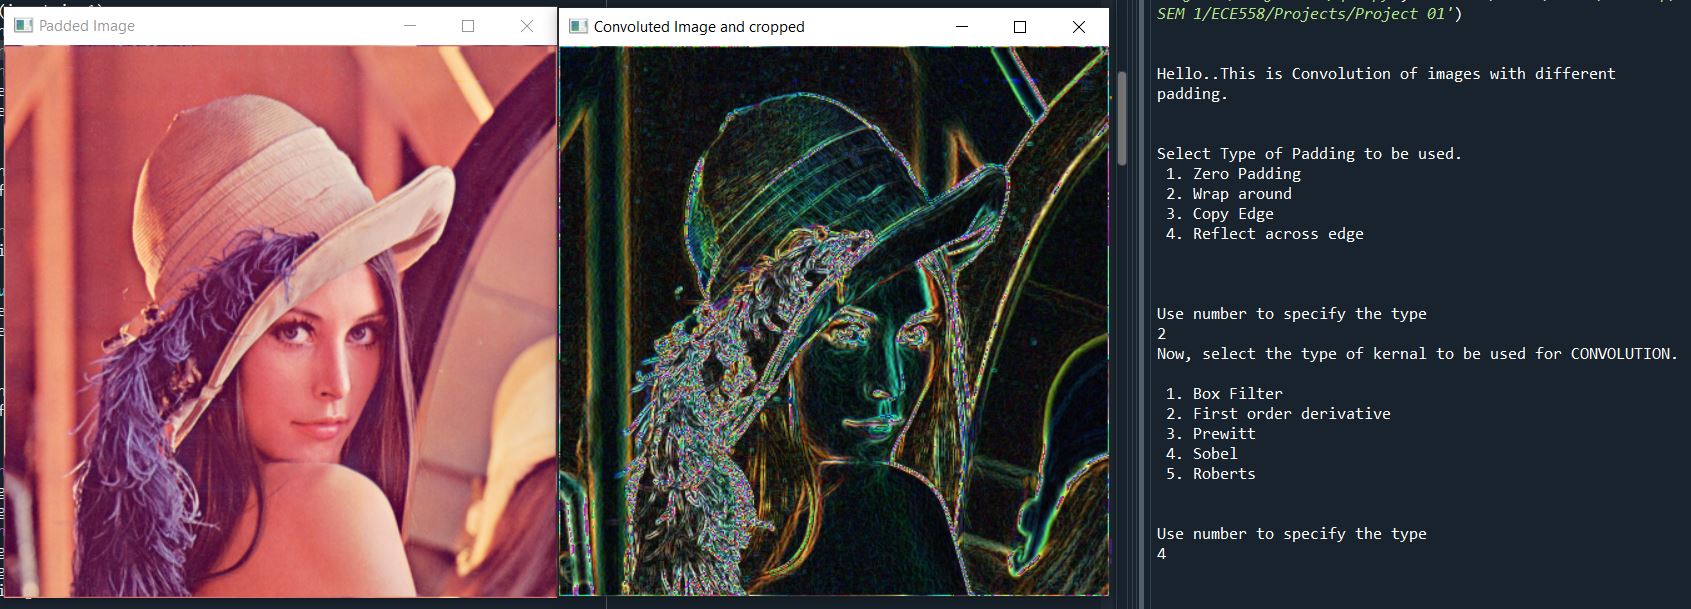 Padded Image
Convoluted Image and cropped
SEM 1/ECE558/Projects/Project 01')
Hello..This is Convolution of images with different
padding.
Select Type of Padding to be used.
1. Zero Padding
2. Wrap around
3. Copy Edge
4. Reflect across edge
Use number to specify the type
2
Now, select the type of kernal to be used for CONVOLUTION.
1. Box Filter
2. First order derivative
3. Prewitt
4. Sobel
5. Roberts
Use number to specify the type
4